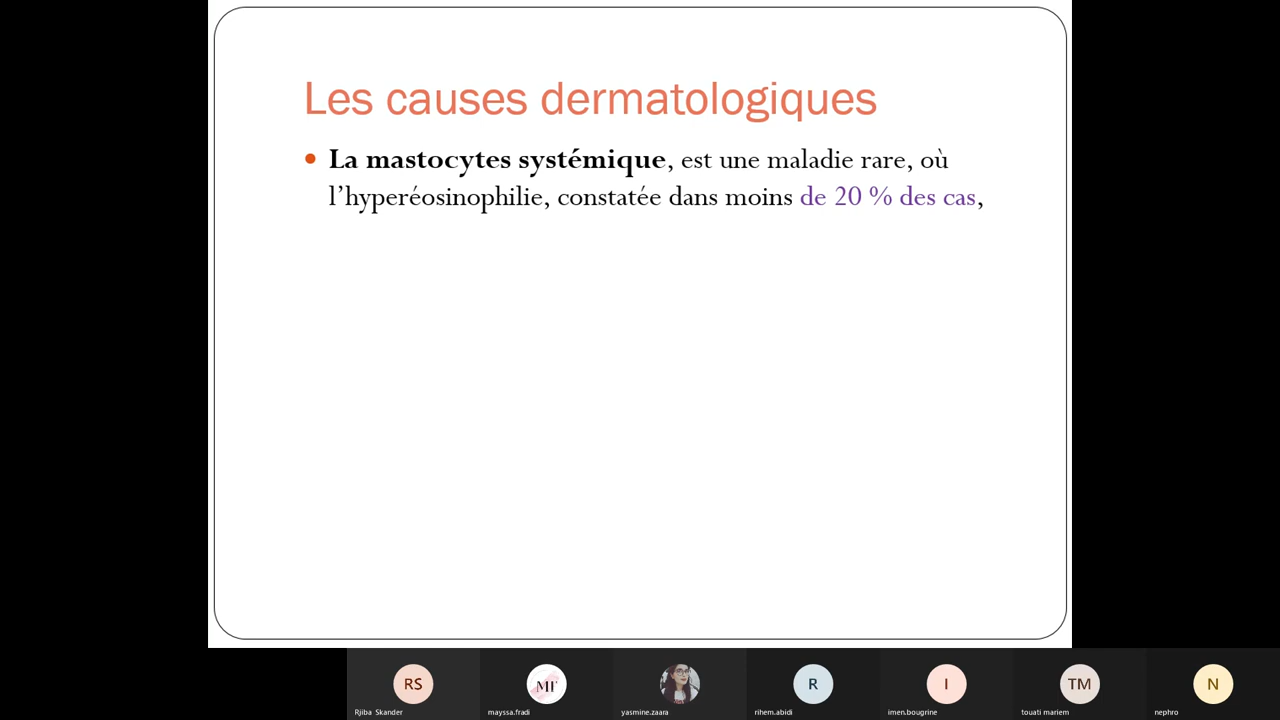 Les causes dermatologiques
La mastocytes systémique, est une maladie rare, où
l’hyperéosinophilie, constatée dans moins de 20 % des cas,
RS
MF
R
I
TM
N
Rjiba Skander
mayssa.fradi
yasmine.zaara
rihem.abidi
imen.bougrine
touati mariem
nephro